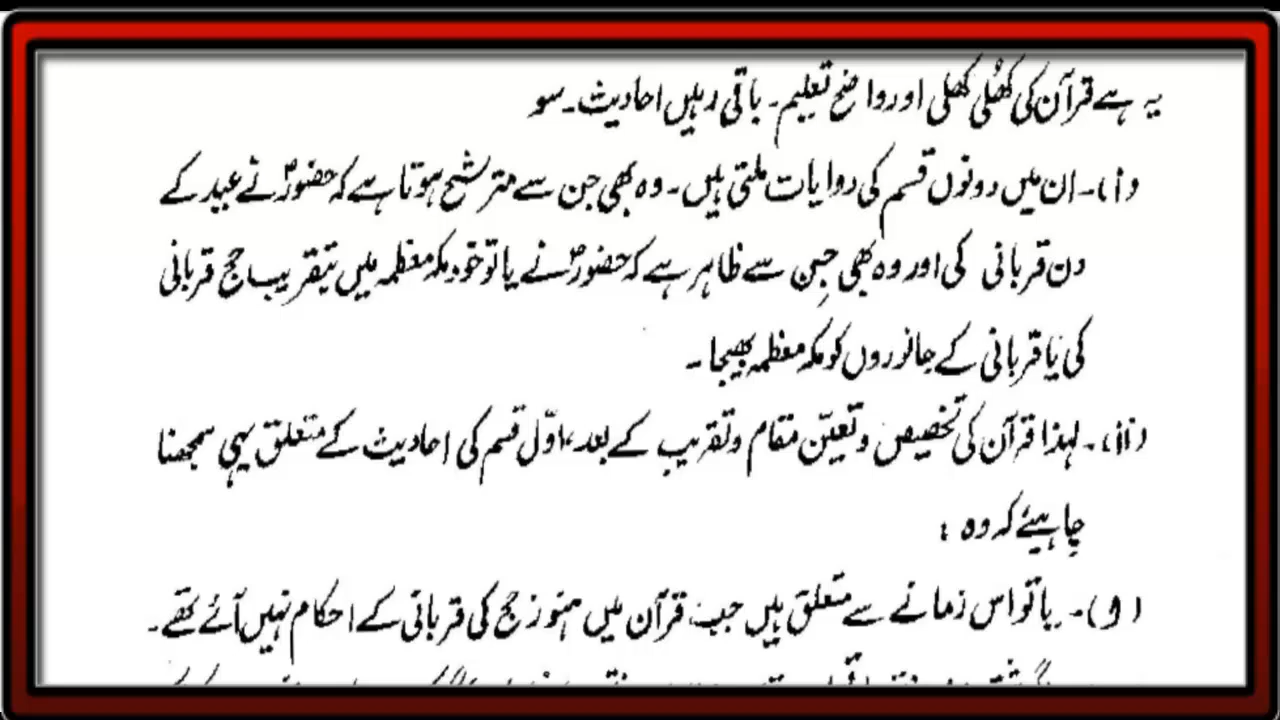 یہ ہے قرآن کی کھلی کھلی اور واضح تعلیم۔ باقی رہیں احادیث۔ سو
(i)۔ ان میں دونوں قسم کی روایات ملتی ہیں۔ وہ بھی جن سے مترشح ہوتا ہے کہ حضورؐ نے عید کے
دن قربانی کی اور وہ بھی جن سے ظاہر ہے کہ حضورؐ نے یا تو خود مکہ معظمہ میں بتقریب حج قربانی
کی یا قربانی کے جانوروں کو مکہ معظمہ بھیجا۔
(ii)۔ لہذا قرآن کی تخصیص و تعیّن مقام و تقریب کے بعد، اوّل قسم کی احادیث کے متعلق یہی سمجھنا
چاہیئے کہ وہ :
(و)۔ یا تو اس زمانے سے متعلق ہیں جب قرآن میں ہنوز حج کی قربانی کے احکام نہیں آئے تھے۔